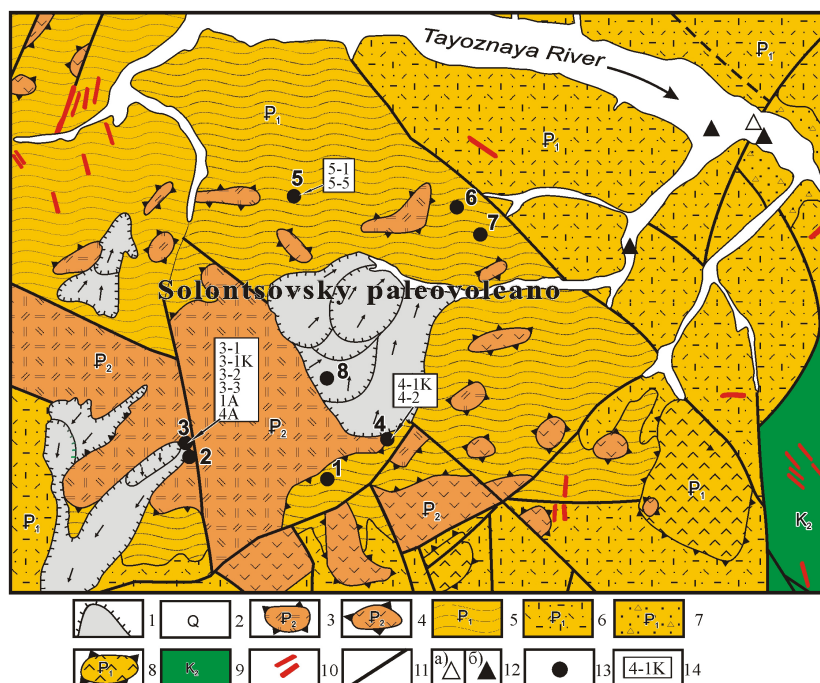 Tayoznaya River
P₁
P₁
P₁
5
5-1
5-5
6
7
Solontsovsky paleovolcano
P₂
3-1
3-1K
3-2
3-3
1A
4A
8
4-1K
4-2
3
2
P₂
4
1
P₁
P₂
P₁
K₂
1
Q 2
P₂ 3
P₂ 4
P₁ 5
P₁ 6
P₁ 7
P₁ 8
K₂ 9
10
11
а) б) 12
13
4-1K 14